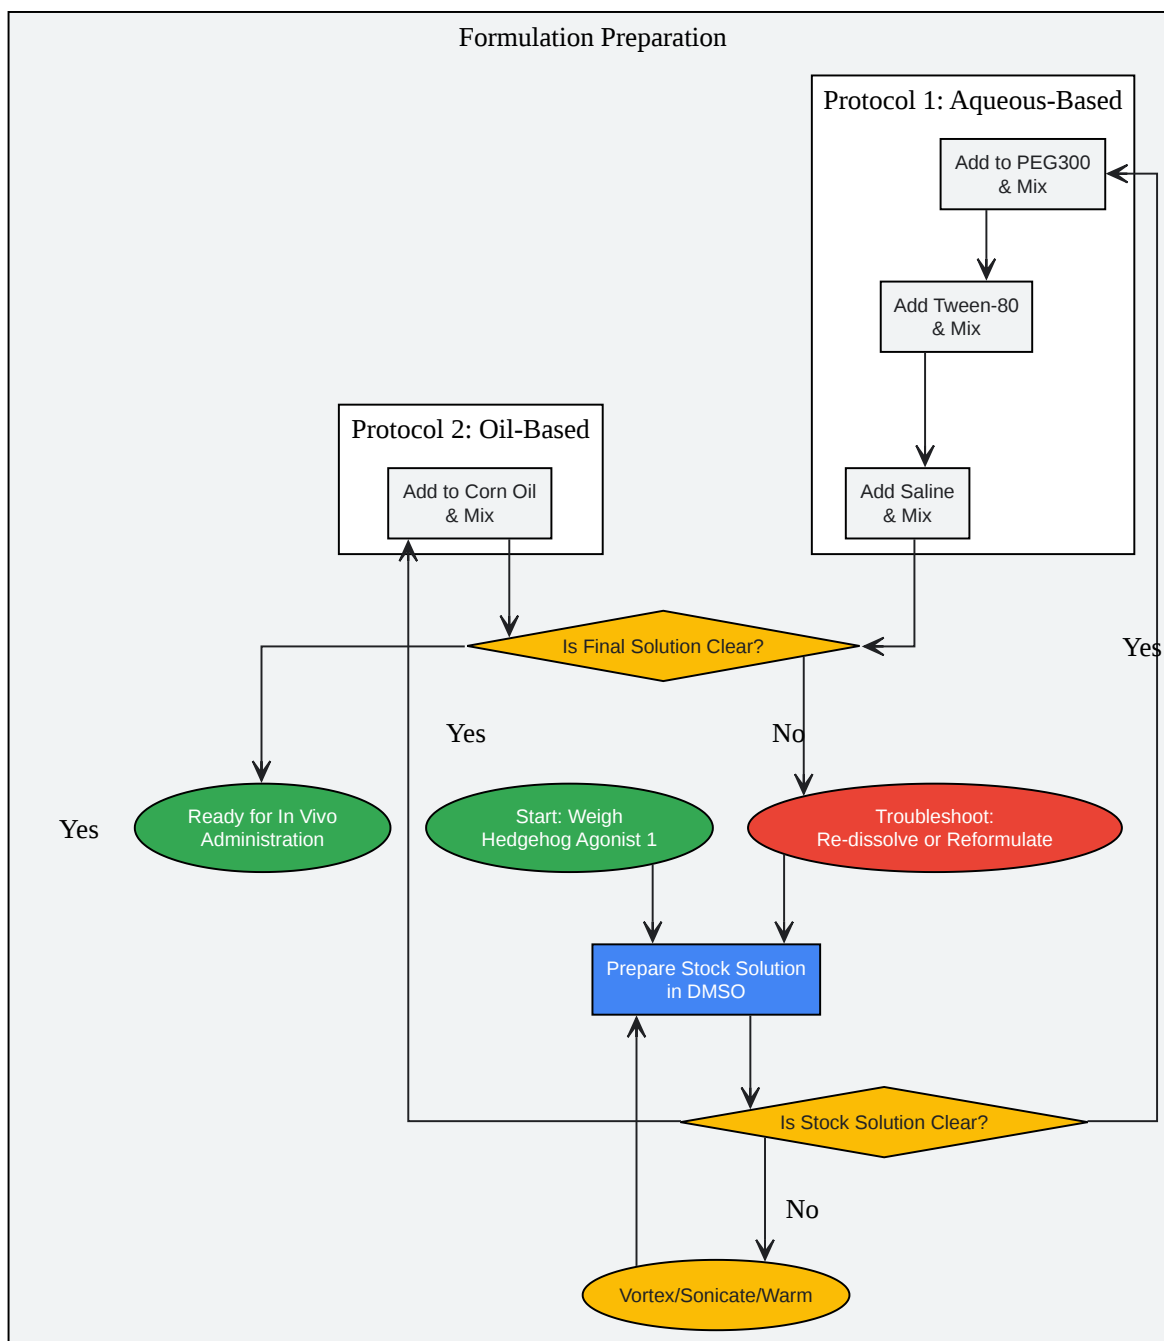 Formulation Preparation
Protocol 1: Aqueous-Based
Add to PEG300
& Mix
Add Tween-80
& Mix
Protocol 2: Oil-Based
Add to Corn Oil
& Mix
Add Saline
& Mix
Is Final Solution Clear?
Yes
Yes
No
Yes
Ready for In Vivo
Administration
Start: Weigh
Hedgehog Agonist 1
Troubleshoot:
Re-dissolve or Reformulate
Prepare Stock Solution
in DMSO
Is Stock Solution Clear?
No
Vortex/Sonicate/Warm